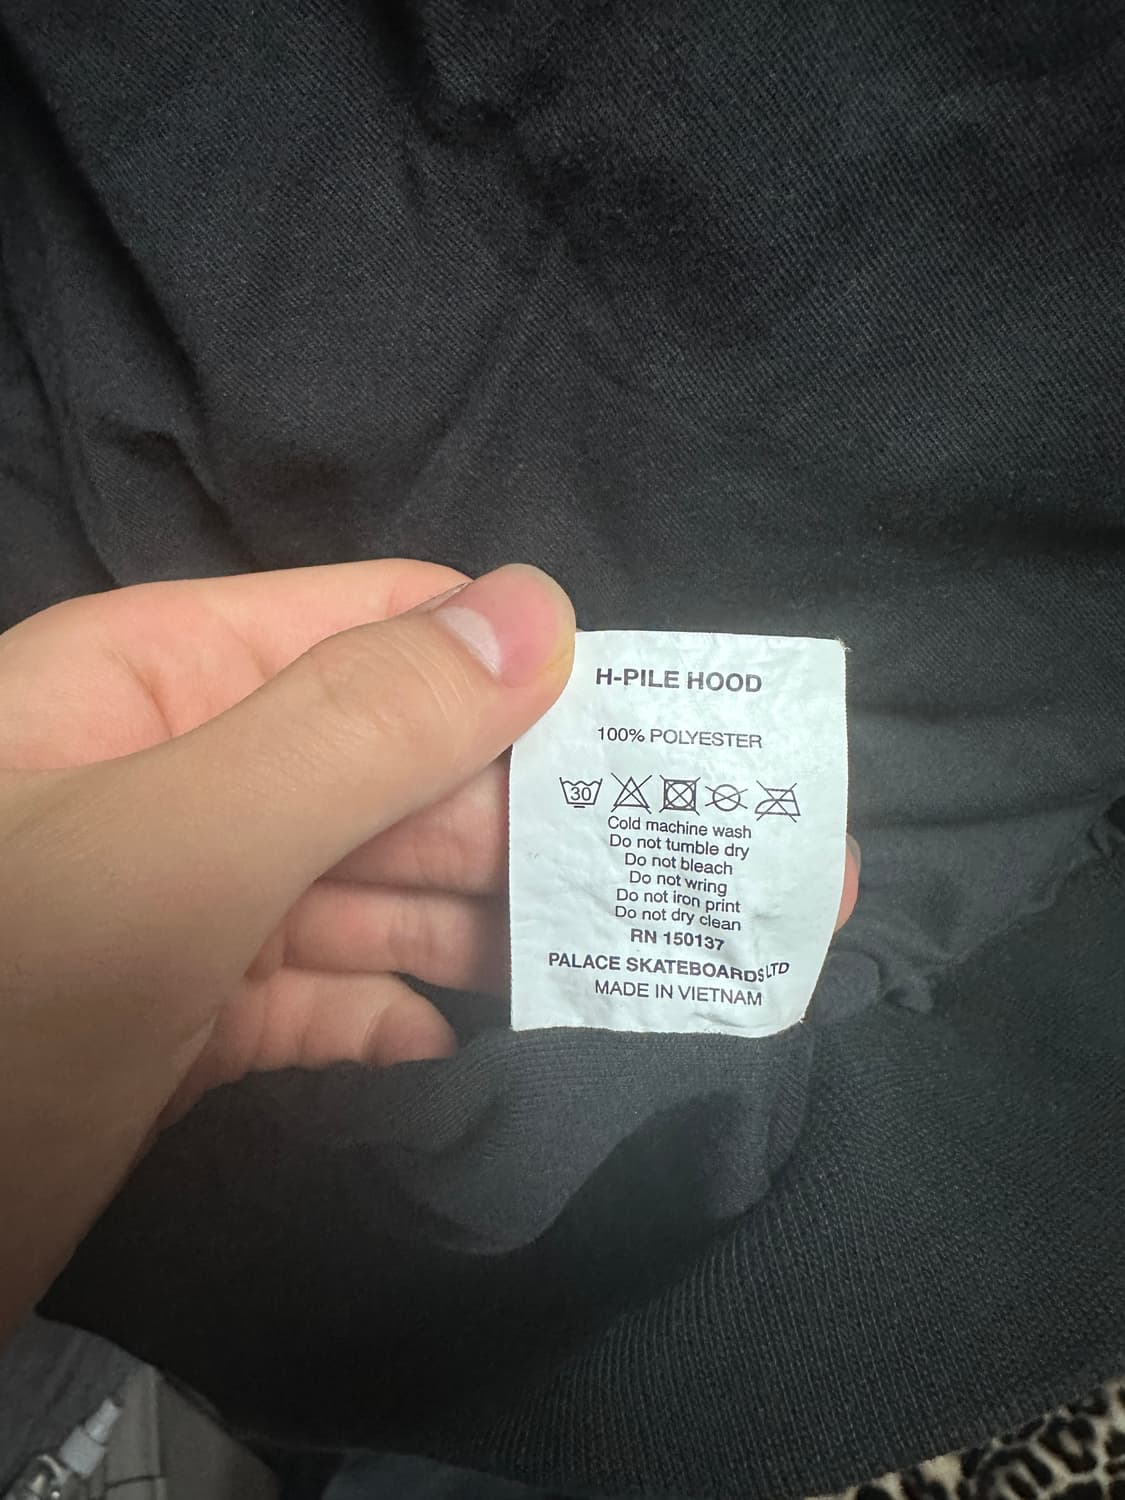 H-PILE HOOD
100% POLYESTER
30
Cold machine wash
Do not tumble dry
Do not bleach
Do not wring
Do not iron print
Do not dry clean
RN 150137
PALACE SKATEBOARDS LTD
MADE IN VIETNAM